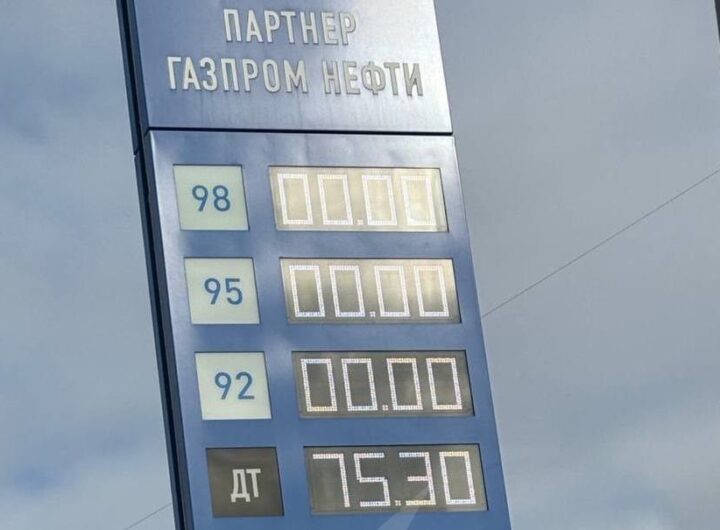 ПАРТНЕР
ГАЗПРОМ НЕФТИ
98 00.00
95 00.00
92 00.00
ДТ 75.30